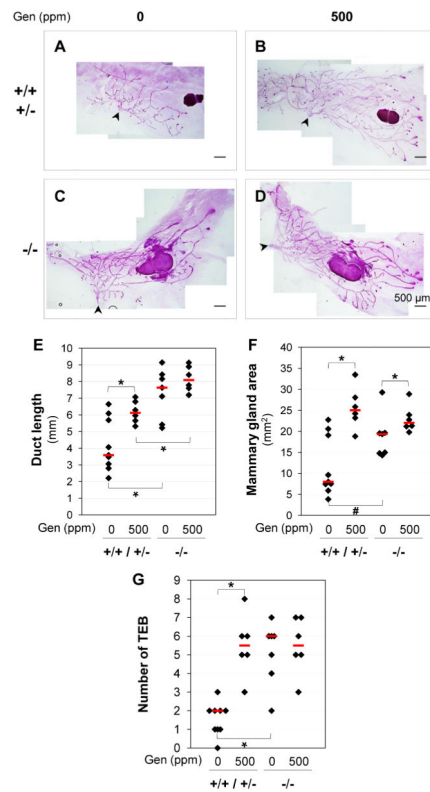 Gen (ppm) 0 500
A B
+/+
+/-
C D
-/-
500 µm
E F
Duct length
(mm)
10
9
8
7
6
5
4
3
2
1
0
*
*
*
Gen (ppm) 0 500 0 500
+/+ / +/- -/-
Mammary gland area
(mm²)
40
35
30
25
20
15
10
5
0
*
*
#
Gen (ppm) 0 500 0 500
+/+ / +/- -/-
G
Number of TEB
9
8
7
6
5
4
3
2
1
0
*
*
Gen (ppm) 0 500 0 500
+/+ / +/- -/-